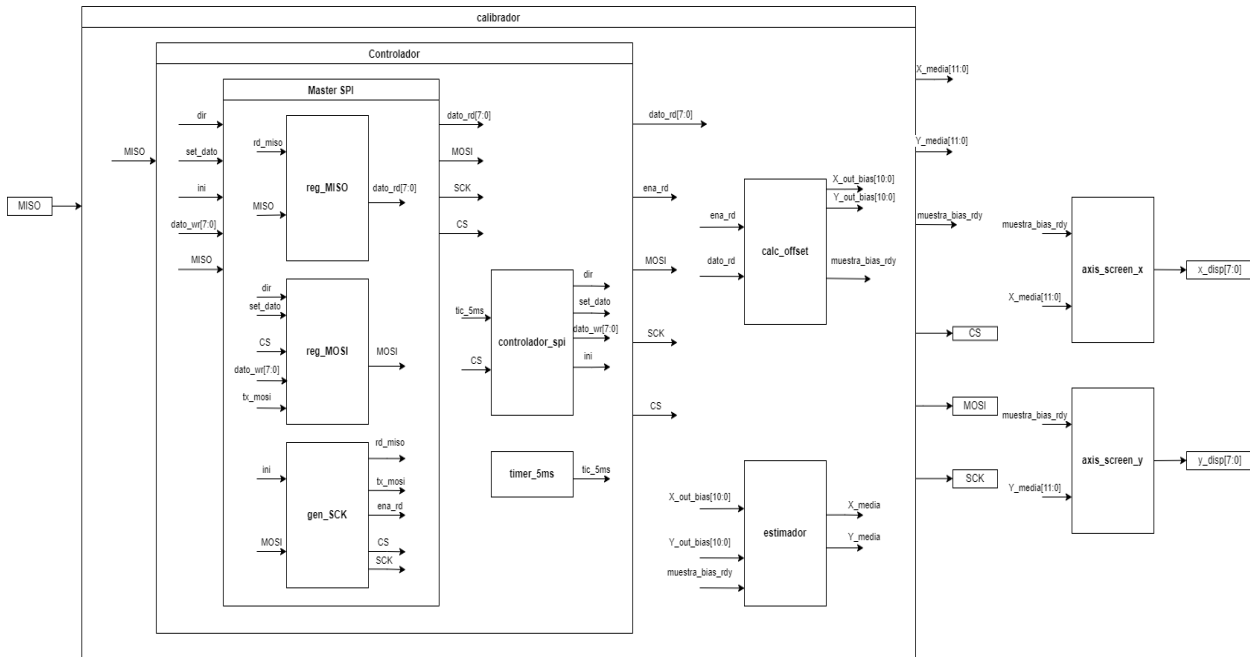 calibrador
Controlador
Master SPI
MISO
MISO
dir
set_dato
ini
dato_wr[7:0]
MISO
rd_miso
MISO
reg_MISO
dato_rd[7:0]
dir
set_dato
CS
dato_wr[7:0]
tx_mosi
reg_MOSI
MOSI
ini
MOSI
gen_SCK
rd_miso
tx_mosi
ena_rd
CS
SCK
dato_rd[7:0]
MOSI
SCK
CS
tic_5ms
CS
controlador_spi
dir
set_dato
dato_wr[7:0]
ini
timer_5ms
tic_5ms
dato_rd[7:0]
ena_rd
MOSI
SCK
CS
ena_rd
dato_rd
calc_offset
X_out_bias[10:0]
Y_out_bias[10:0]
muestra_bias_rdy
X_out_bias[10:0]
Y_out_bias[10:0]
muestra_bias_rdy
estimador
X_media
Y_media
X_media[11:0]
Y_media[11:0]
muestra_bias_rdy
CS
MOSI
SCK
muestra_bias_rdy
X_media[11:0]
axis_screen_x
x_disp[7:0]
muestra_bias_rdy
Y_media[11:0]
axis_screen_y
y_disp[7:0]